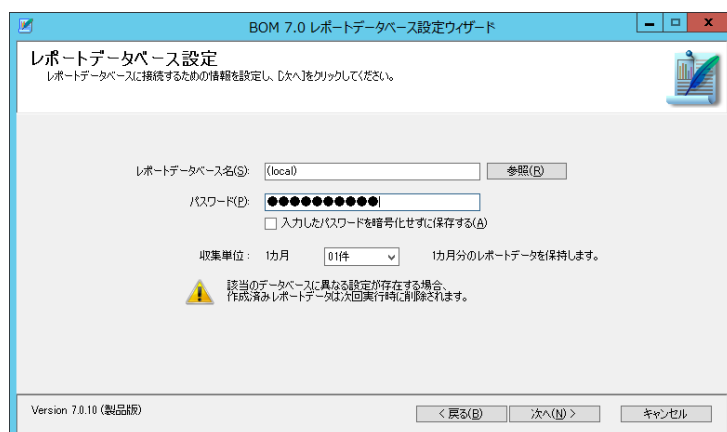 BOM 7.0 レポートデータベース設定ウィザード
レポートデータベース設定
レポートデータベースに接続するための情報を設定し、[次へ]をクリックしてください。
レポートデータベース名(S): (local) 参照(R)
パスワード(P): ●●●●●●●●●●
入力したパスワードを暗号化せずに保存する(A)
収集単位: 1カ月 01件 1カ月分のレポートデータを保持します。
該当のデータベースに異なる設定が存在する場合、
作成済みレポートデータは次回実行時に削除されます。
Version 7.0.10 (製品版) < 戻る(B) 次へ(N) > キャンセル